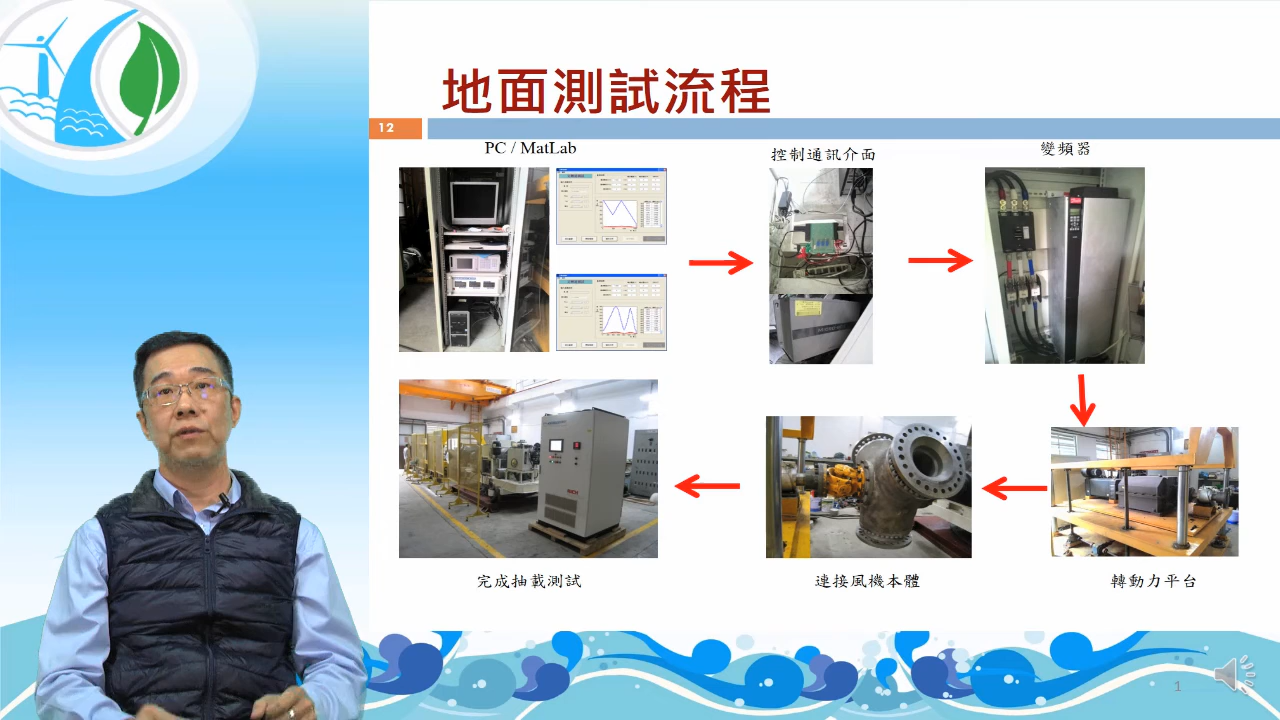 地面測試流程
12
PC / MatLab
控制通訊介面
變頻器
完成抽載測試
連接風機本體
轉動力平台
1